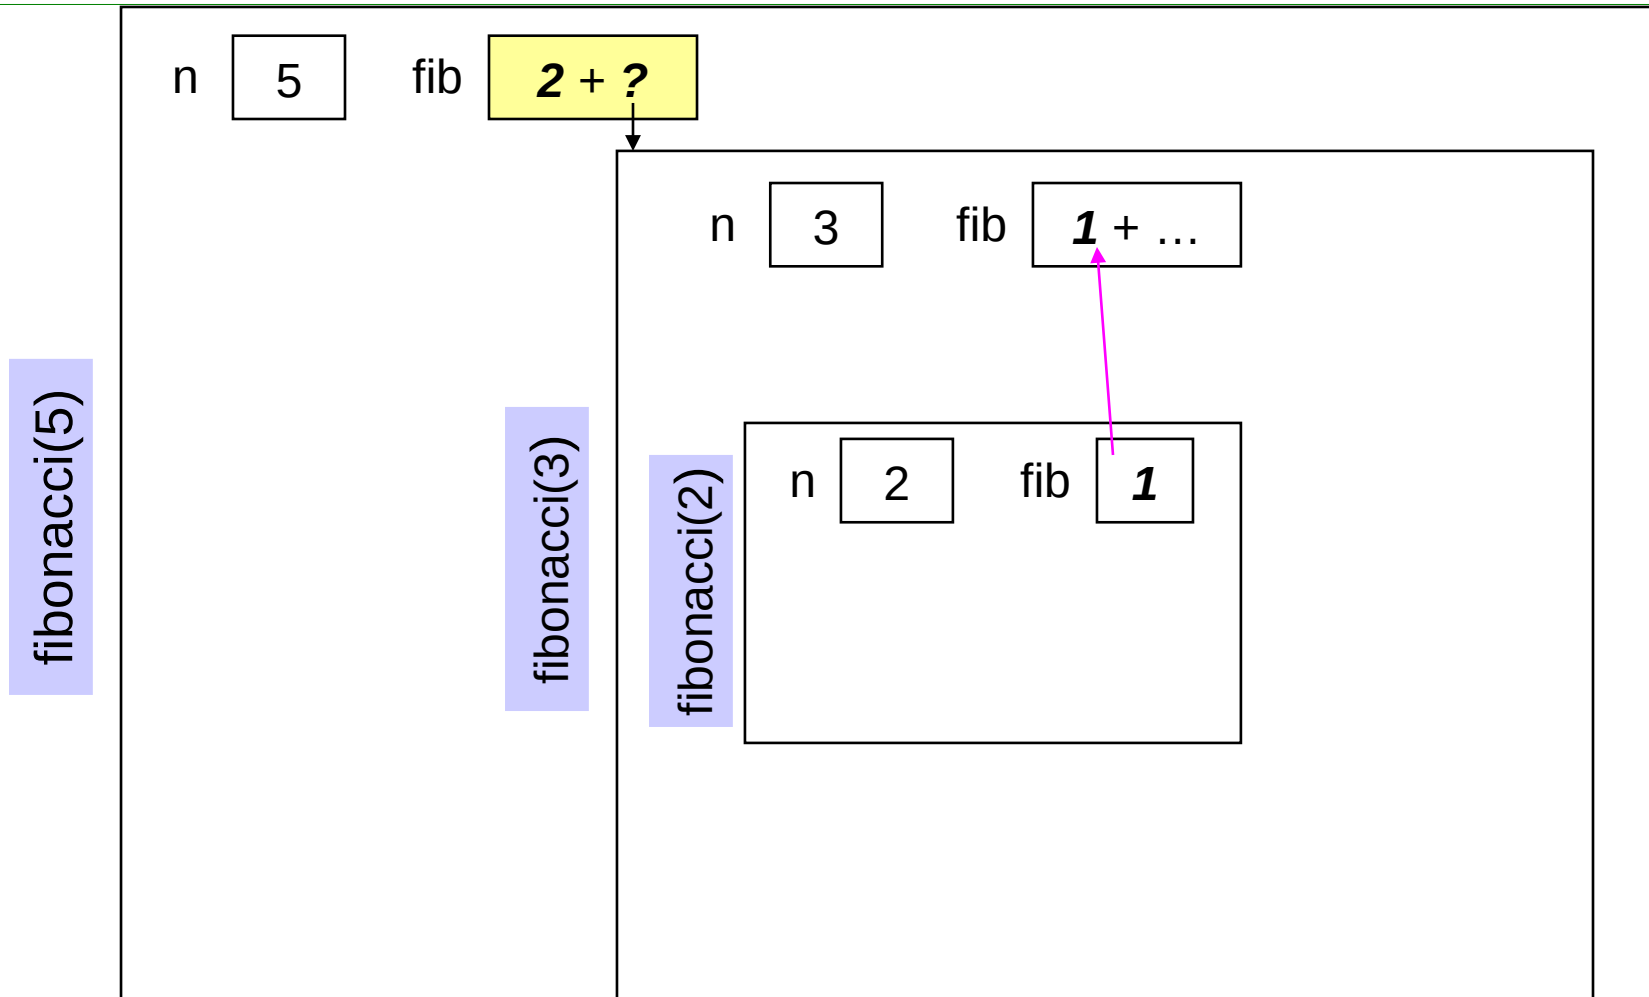 n 5 fib 2 + ?
n 3 fib 1 + …
fibonacci(5)
fibonacci(3)
fibonacci(2)
n 2 fib 1